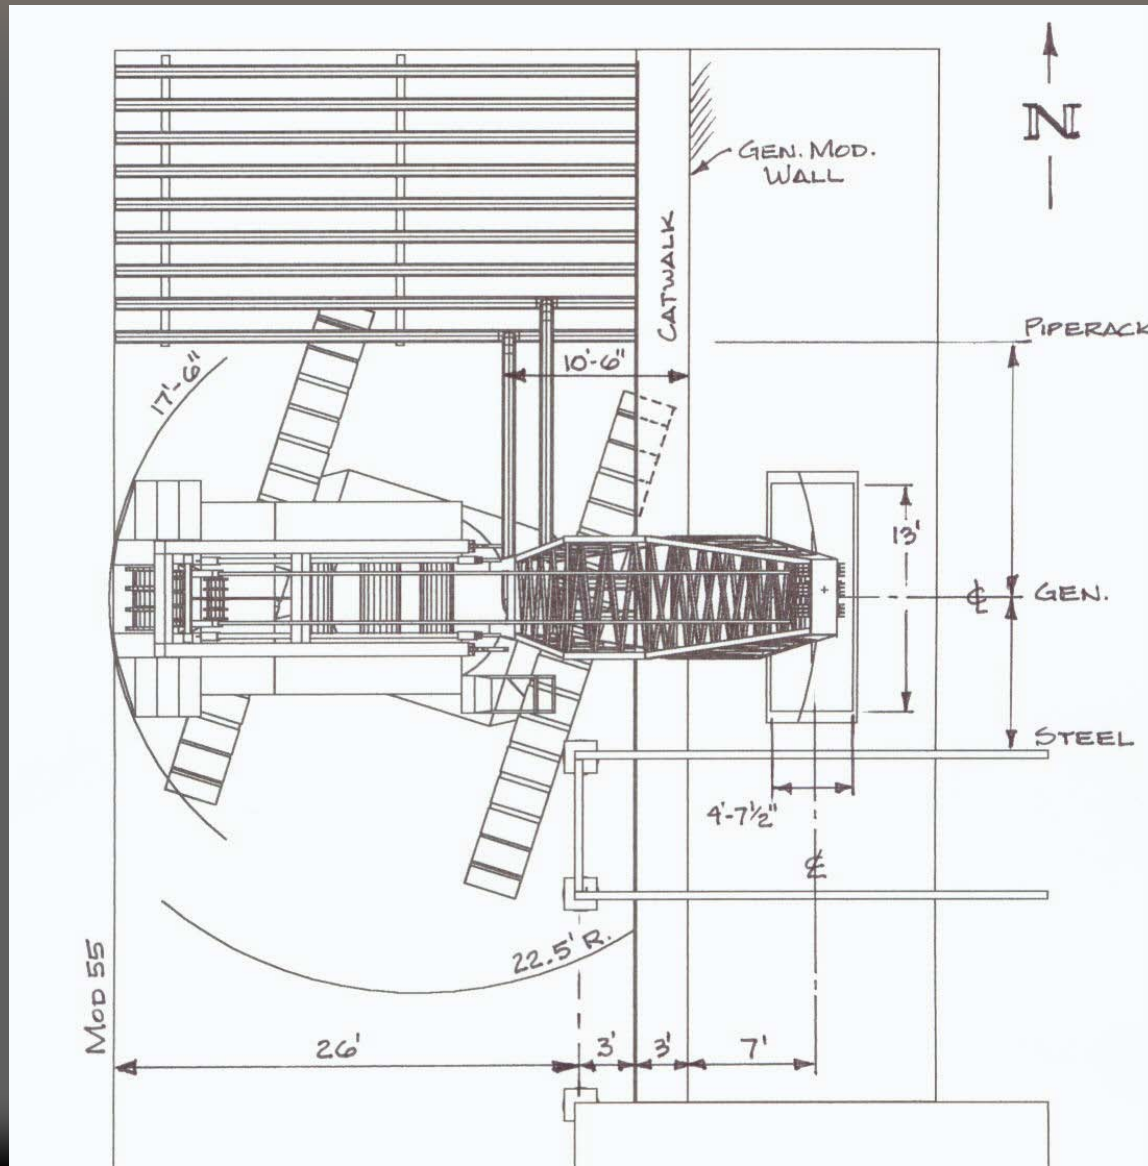 N
GEN. MOD.
WALL
CATWALK
PIPERACK
17'-6"
10'-6"
13'
℄ GEN.
STEEL
4'-7½"
℄
22.5' R.
MOD 55
26'
3'
3'
7'